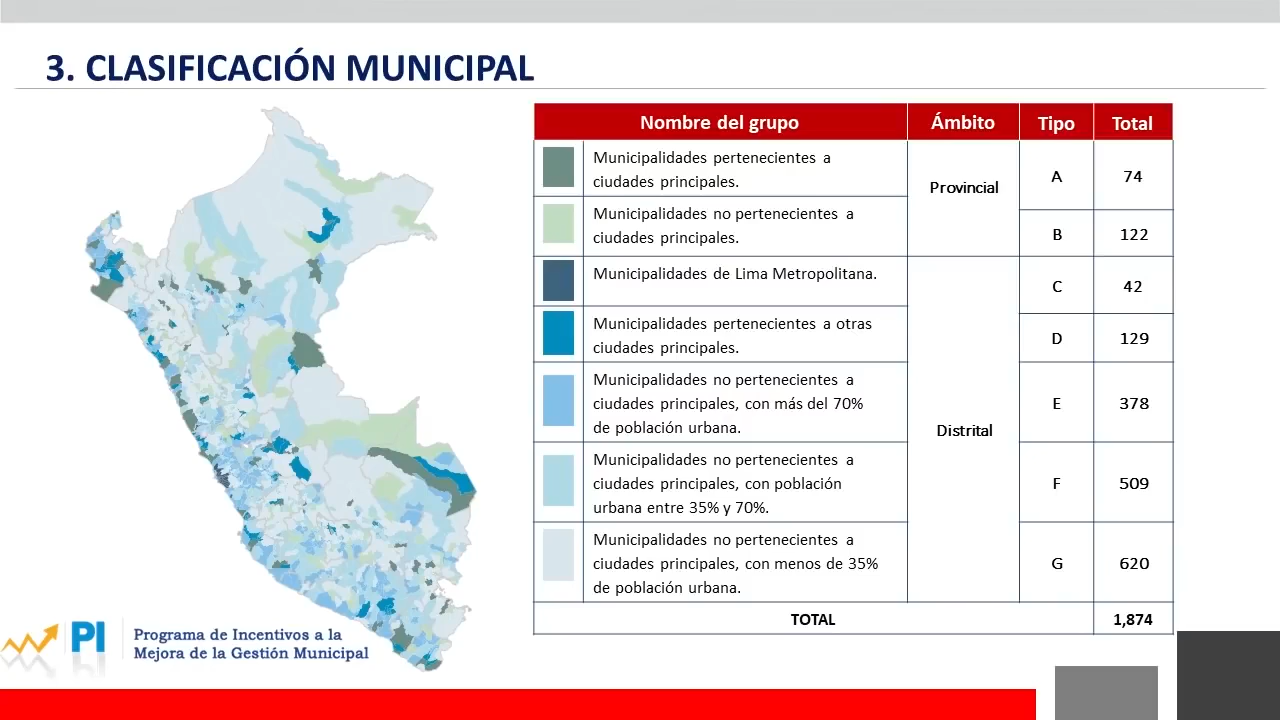 3. CLASIFICACIÓN MUNICIPAL
Nombre del grupo
Ámbito
Tipo
Total
Municipalidades pertenecientes a
ciudades principales.
Provincial
A
74
Municipalidades no pertenecientes a
ciudades principales.
B
122
Municipalidades de Lima Metropolitana.
Distrital
C
42
Municipalidades pertenecientes a otras
ciudades principales.
D
129
Municipalidades no pertenecientes a
ciudades principales, con más del 70%
de población urbana.
E
378
Municipalidades no pertenecientes a
ciudades principales, con población
urbana entre 35% y 70%.
F
509
Municipalidades no pertenecientes a
ciudades principales, con menos de 35%
de población urbana.
G
620
TOTAL
1,874
PI
Programa de Incentivos a la
Mejora de la Gestión Municipal